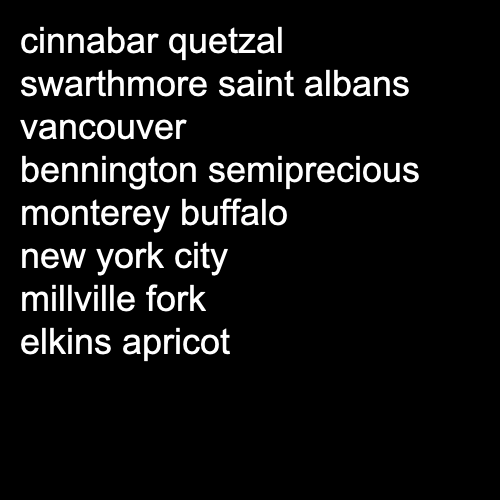 cinnabar quetzal
swarthmore saint albans
vancouver
bennington semiprecious
monterey buffalo
new york city
millville fork
elkins apricot